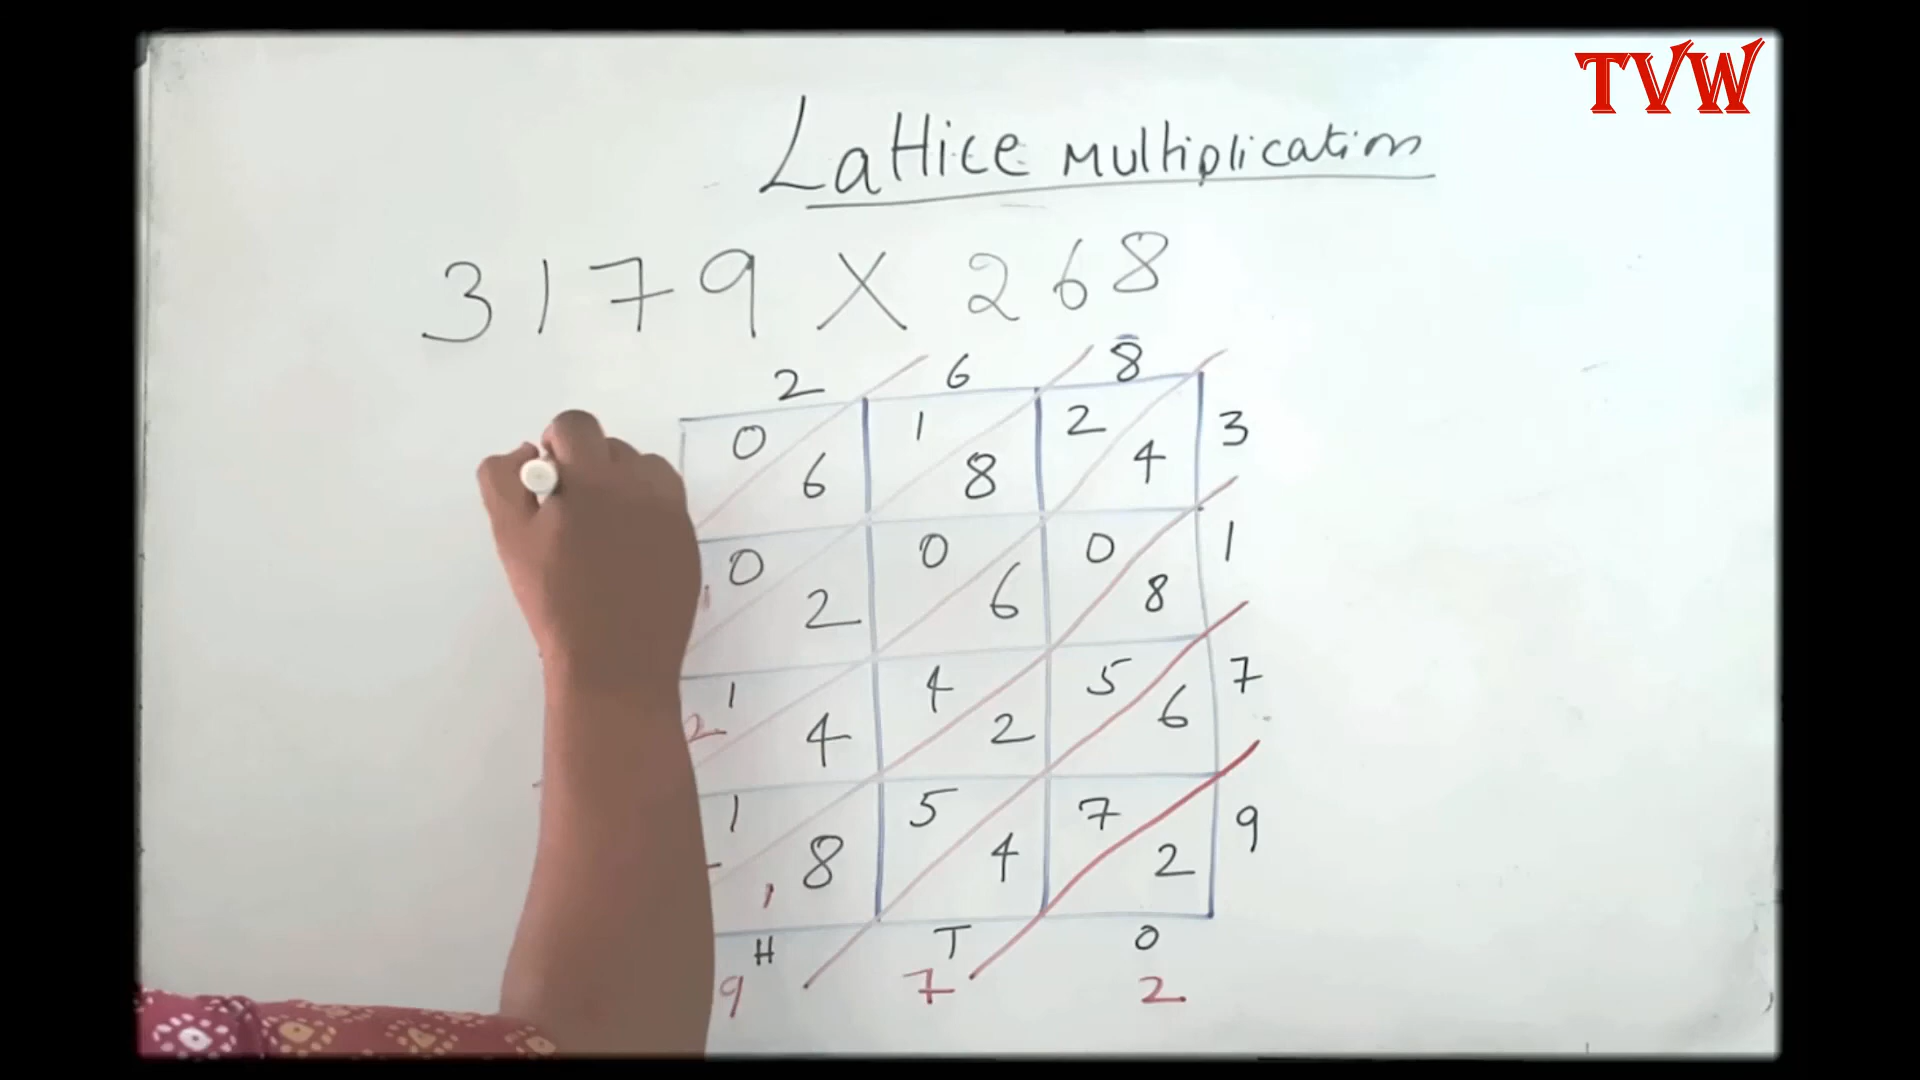 TVW
Lattice Multiplication
3179 X 268
2 6 8
0 6 1 8 2 4 3
0 2 0 6 0 8 1
1 4 4 2 5 6 7
2
1 8 5 4 7 2 9
1
H T O
9 7 2